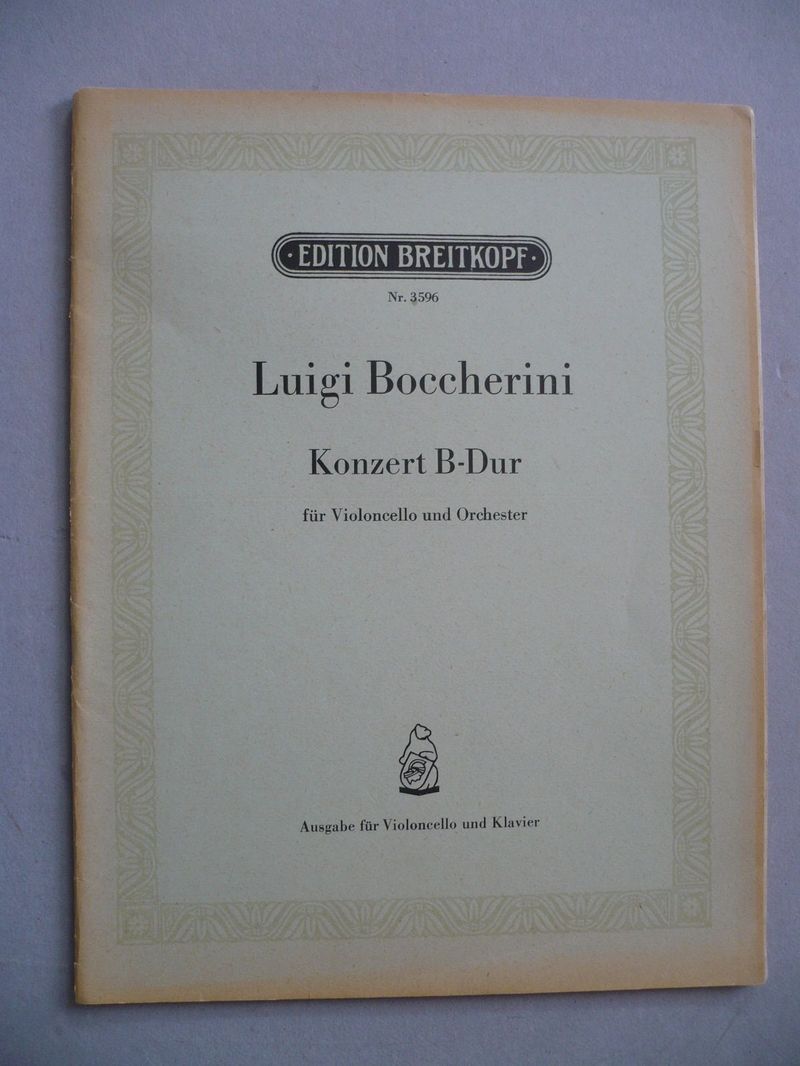 ·EDITION BREITKOPF·
Nr. 3596
Luigi Boccherini
Konzert B-Dur
für Violoncello und Orchester
Ausgabe für Violoncello und Klavier